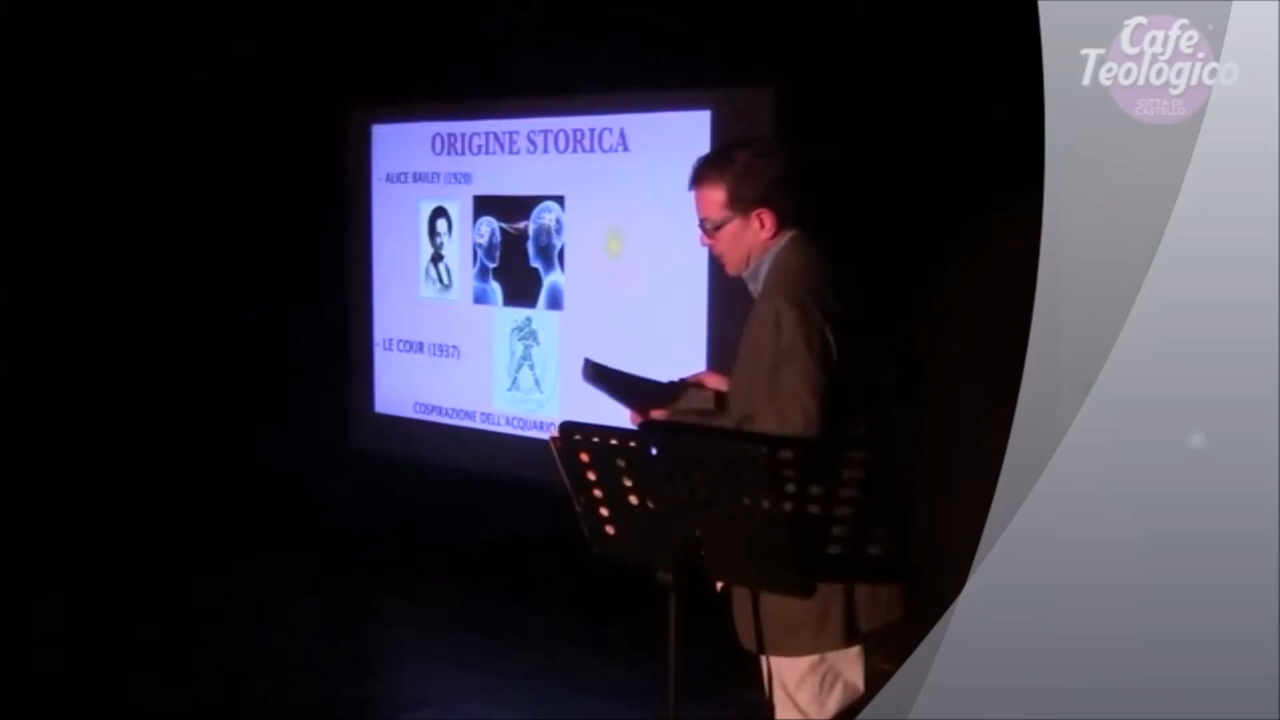 Cafe
Teologico
CITTÀ DI
CASTELLO
ORIGINE STORICA
- ALICE BAILEY (1920)
- LE COUR (1937)
COSPIRAZIONE DELL'ACQUARIO